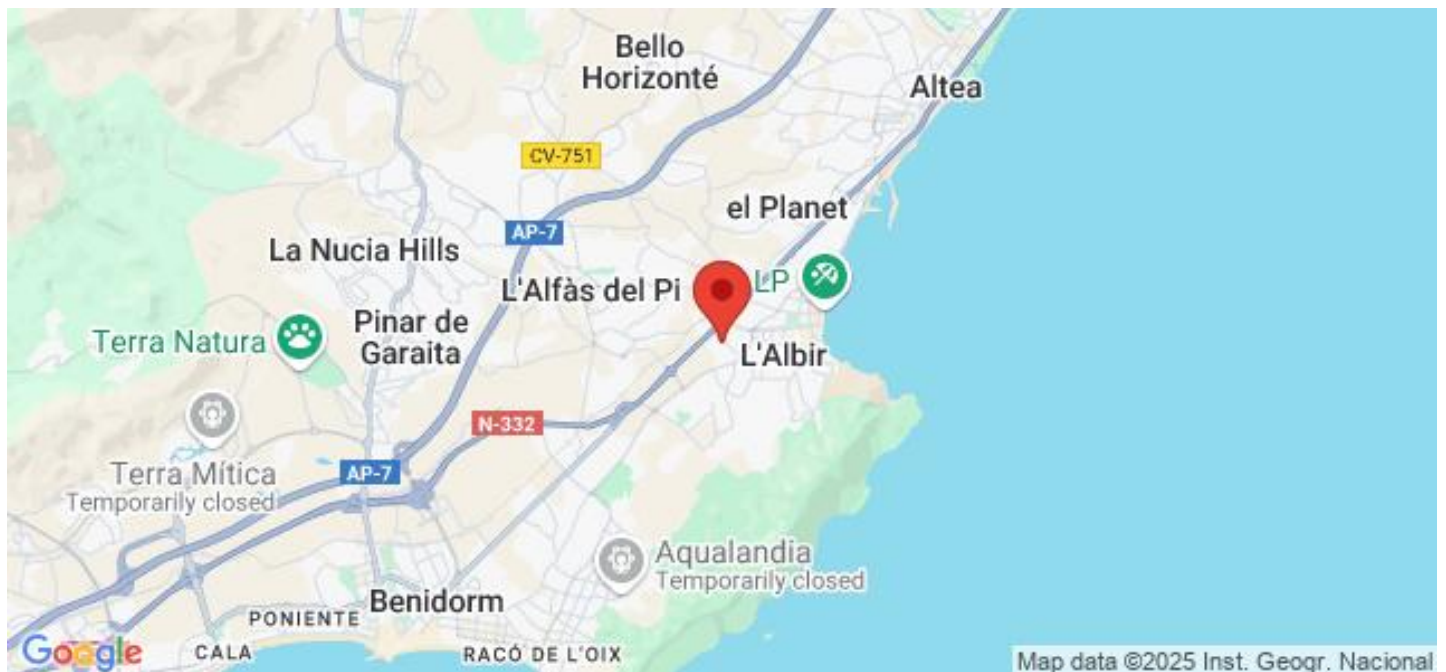 Bello
Horizonté
Altea
CV-751
el Planet
AP-7
La Nucia Hills
L'Alfàs del Pi
LP
Terra Natura
Pinar de
Garaita
L'Albir
N-332
Terra Mítica
Temporarily closed
AP-7
Aqualandia
Temporarily closed
Benidorm
PONIENTE
Google
CALA
RACÓ DE L'OIX
Map data ©2025 Inst. Geogr. Nacional